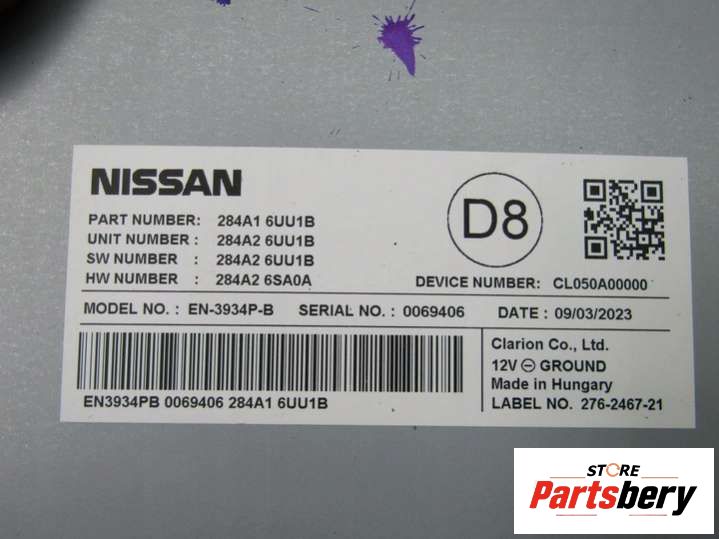 NISSAN
D8
PART NUMBER: 284A1 6UU1B
UNIT NUMBER : 284A2 6UU1B
SW NUMBER : 284A2 6UU1B
HW NUMBER : 284A2 6SA0A
DEVICE NUMBER: CL050A00000
MODEL NO. : EN-3934P-B SERIAL NO. : 0069406 DATE : 09/03/2023
EN3934PB 0069406 284A1 6UU1B
Clarion Co., Ltd.
12V ⊖ GROUND
Made in Hungary
LABEL NO. 276-2467-21
STORE
Partsbery